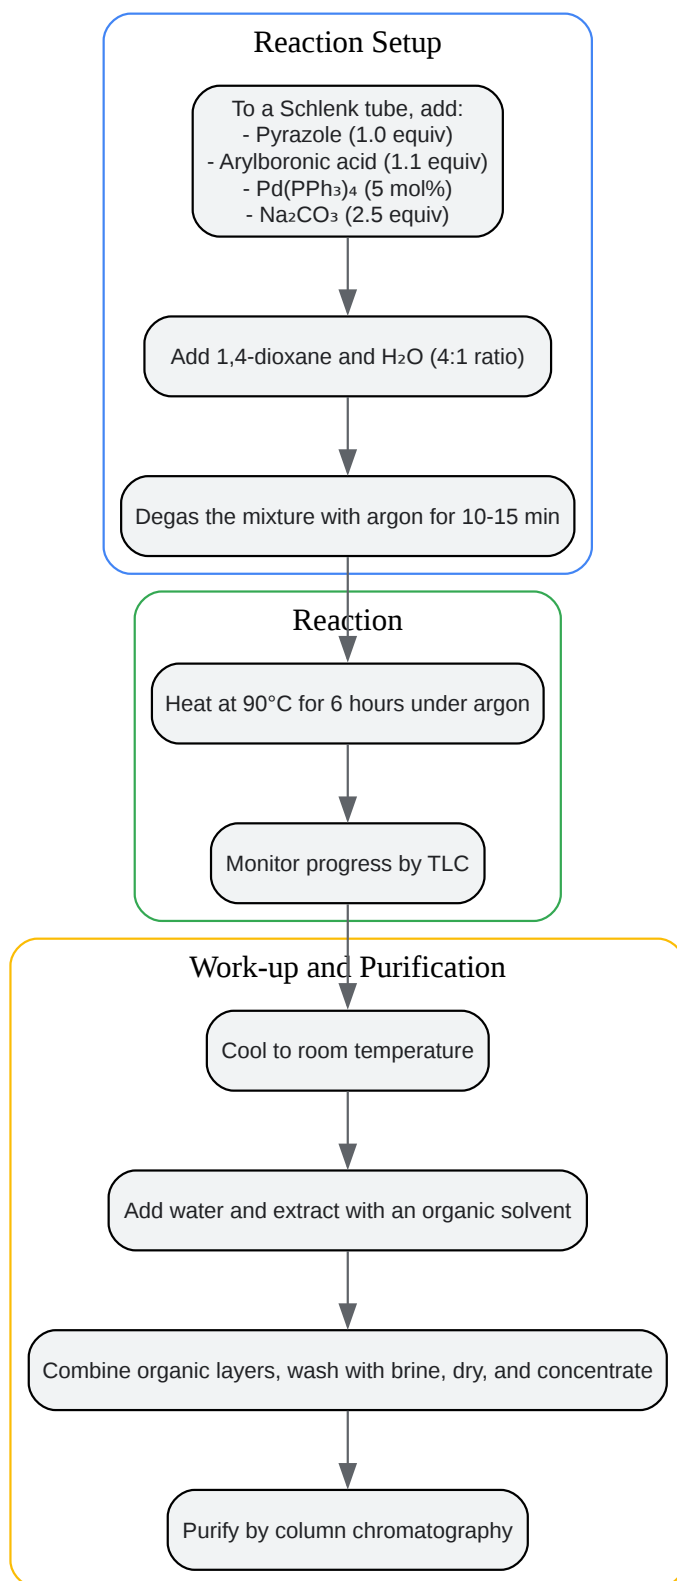 Reaction Setup
To a Schlenk tube, add:
- Pyrazole (1.0 equiv)
- Arylboronic acid (1.1 equiv)
- Pd(PPh₃)₄ (5 mol%)
- Na₂CO₃ (2.5 equiv)
Add 1,4-dioxane and H₂O (4:1 ratio)
Degas the mixture with argon for 10-15 min
Reaction
Heat at 90°C for 6 hours under argon
Monitor progress by TLC
Work-up and Purification
Cool to room temperature
Add water and extract with an organic solvent
Combine organic layers, wash with brine, dry, and concentrate
Purify by column chromatography